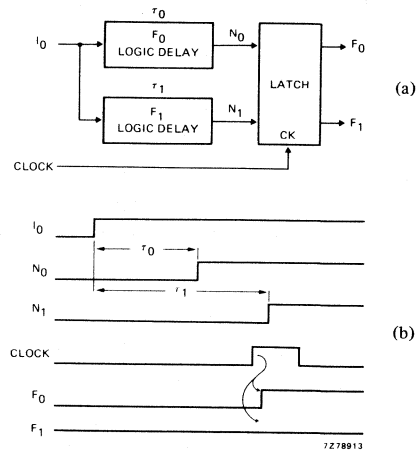 τ0
I0
F0
LOGIC DELAY
N0
F0
τ1
F1
LOGIC DELAY
N1
LATCH
CK
F1
(a)
CLOCK
I0
τ0
N0
τ1
N1
CLOCK
(b)
F0
F1
7Z78913